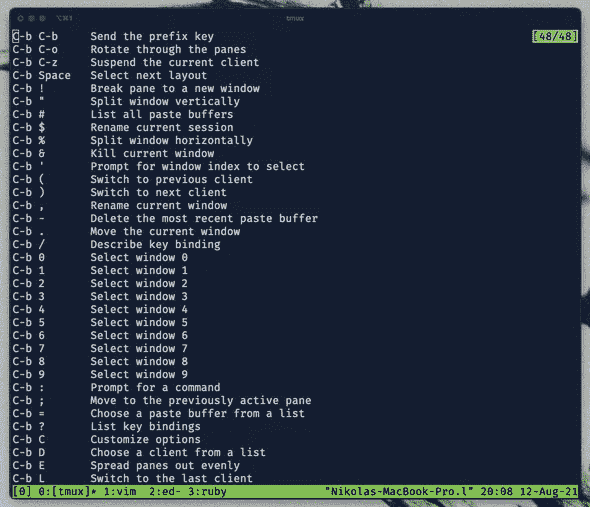 ⌥⌘1 tmux
C-b C-b Send the prefix key [48/48]
C-b C-o Rotate through the panes
C-b C-z Suspend the current client
C-b Space Select next layout
C-b ! Break pane to a new window
C-b " Split window vertically
C-b # List all paste buffers
C-b $ Rename current session
C-b % Split window horizontally
C-b & Kill current window
C-b ' Prompt for window index to select
C-b ( Switch to previous client
C-b ) Switch to next client
C-b , Rename current window
C-b - Delete the most recent paste buffer
C-b . Move the current window
C-b / Describe key binding
C-b 0 Select window 0
C-b 1 Select window 1
C-b 2 Select window 2
C-b 3 Select window 3
C-b 4 Select window 4
C-b 5 Select window 5
C-b 6 Select window 6
C-b 7 Select window 7
C-b 8 Select window 8
C-b 9 Select window 9
C-b : Prompt for a command
C-b ; Move to the previously active pane
C-b = Choose a paste buffer from a list
C-b ? List key bindings
C-b C Customize options
C-b D Choose a client from a list
C-b E Spread panes out evenly
C-b L Switch to the last client
[0] 0:[tmux]* 1:vim 2:ed- 3:ruby "Nikolas-MacBook-Pro.l" 20:08 12-Aug-21